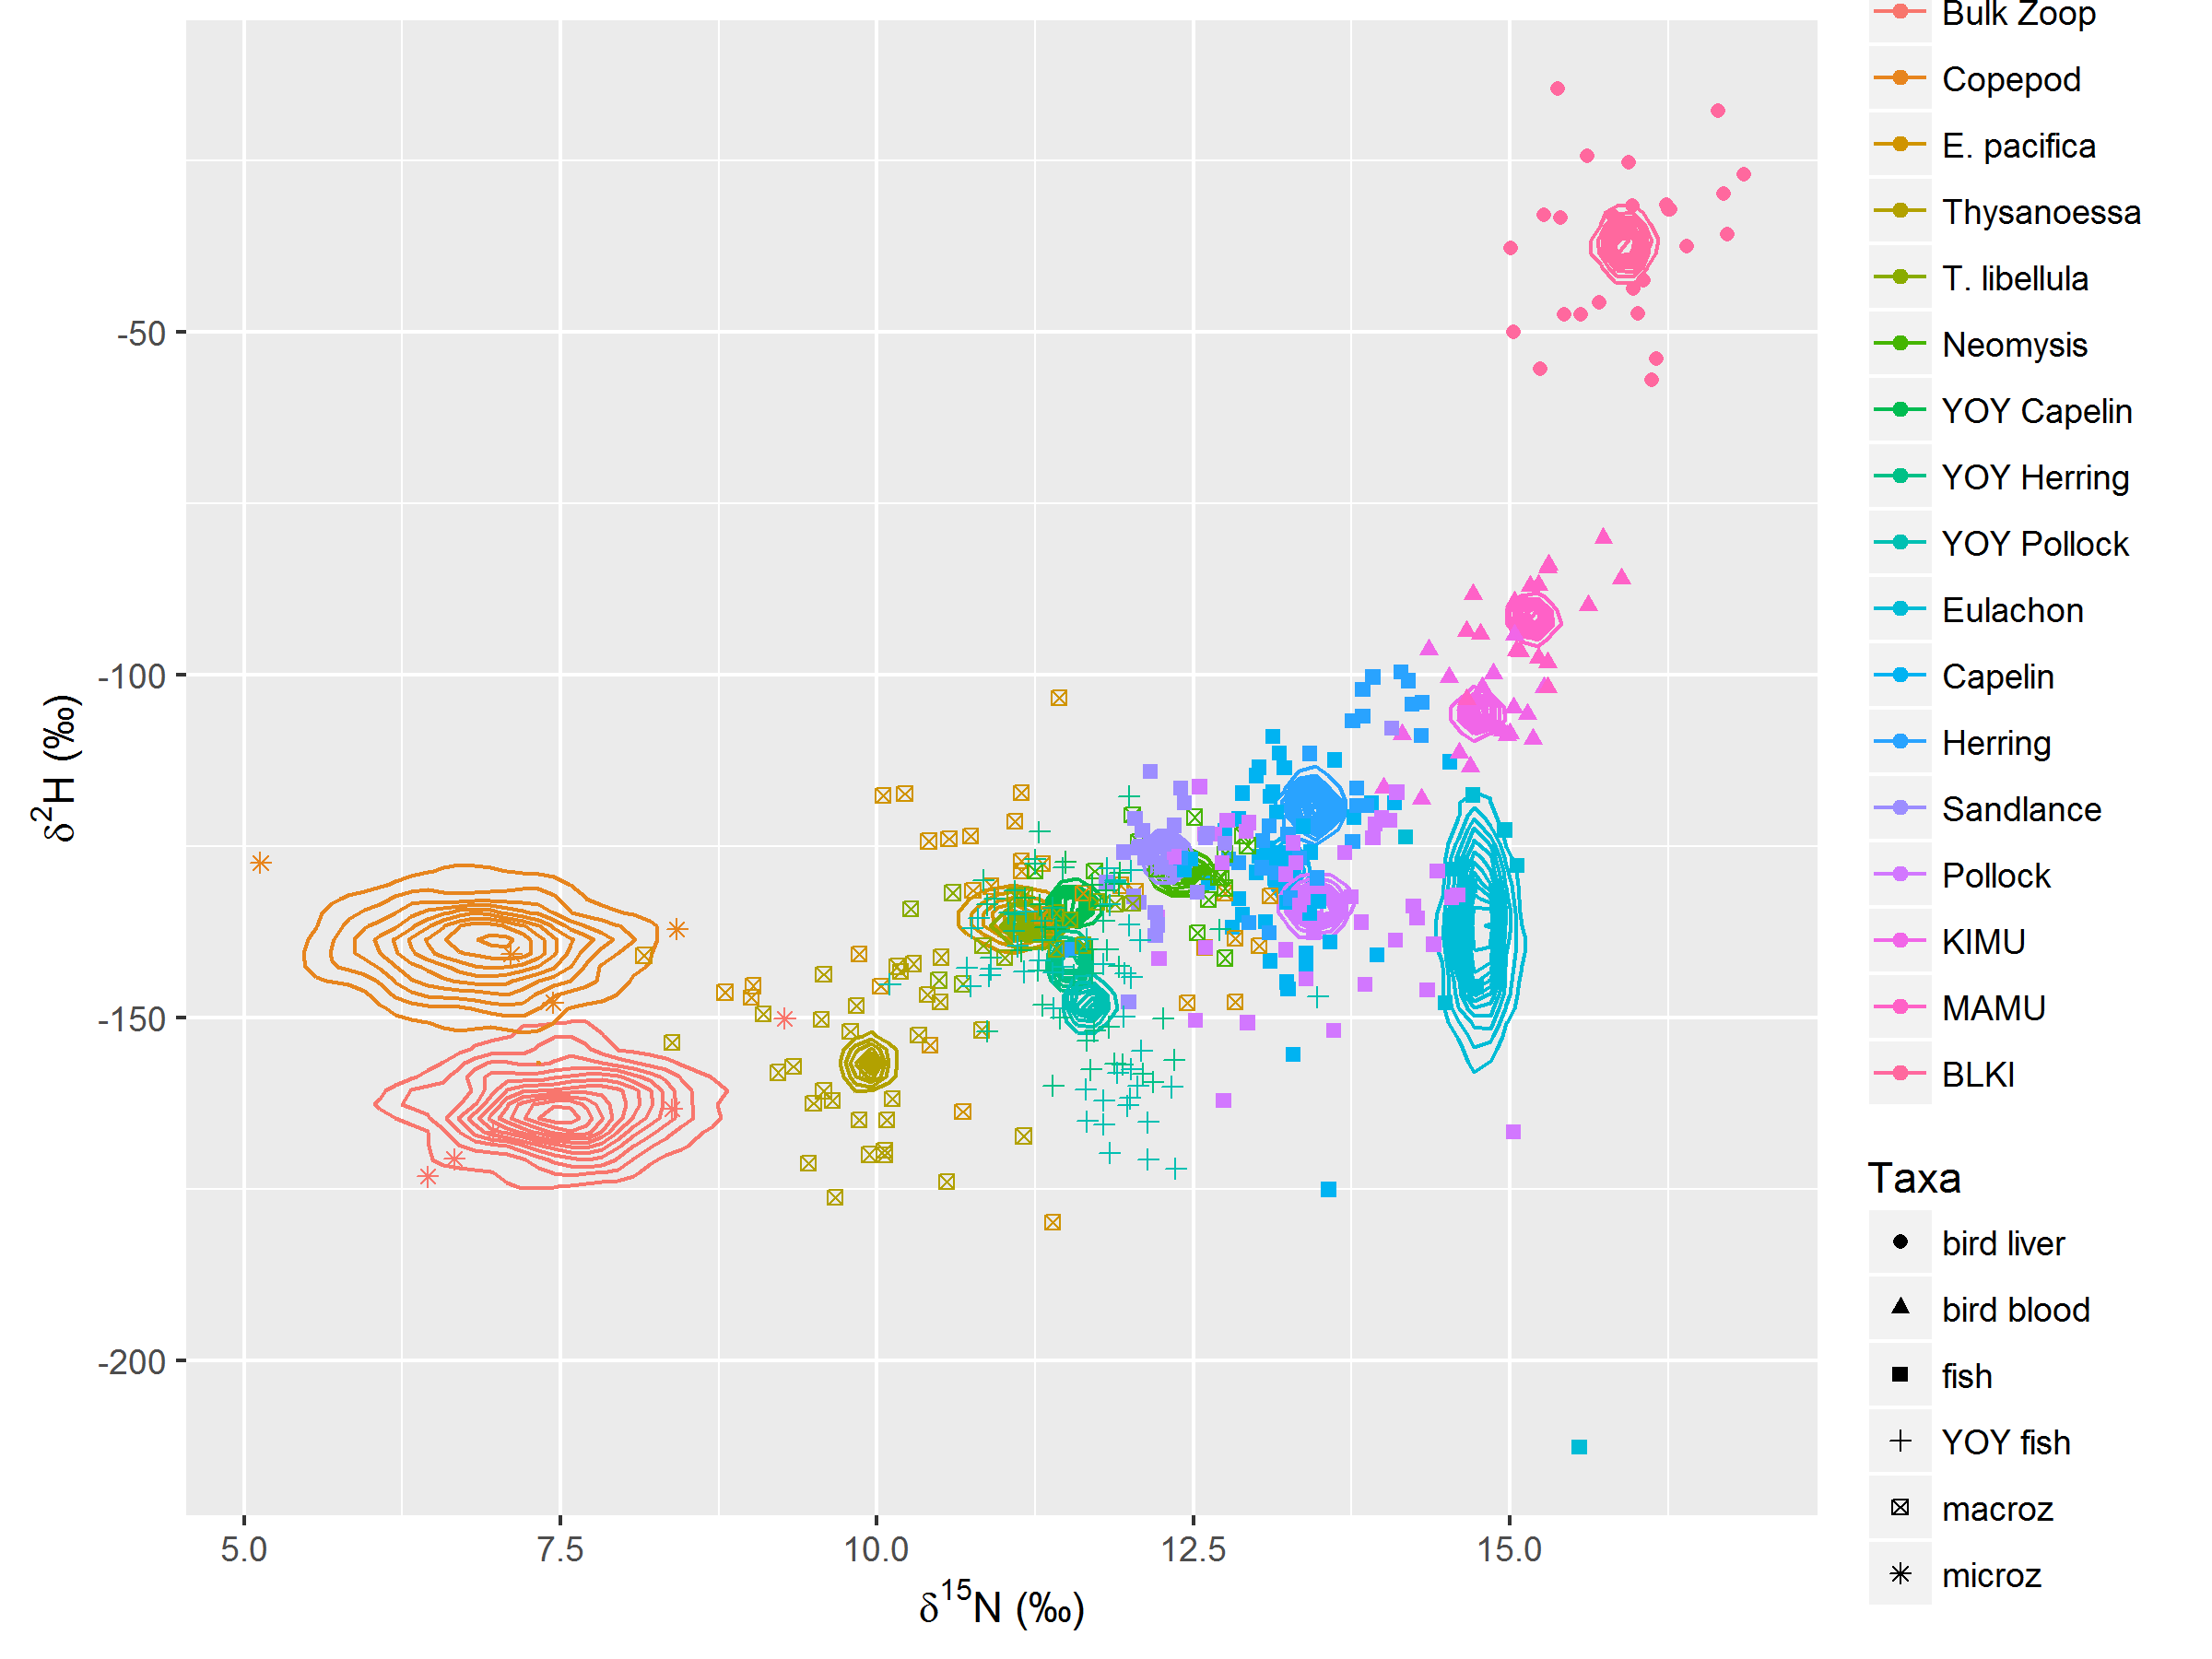 Bulk Zoop
Copepod
E. pacifica
Thysanoessa
T. libellula
Neomysis
YOY Capelin
YOY Herring
YOY Pollock
Eulachon
Capelin
Herring
Sandlance
Pollock
KIMU
MAMU
BLKI
Taxa
bird liver
bird blood
fish
YOY fish
macroz
microz
-50
-100
-150
-200
δ²H (‰)
5.0 7.5 10.0 12.5 15.0
δ¹⁵N (‰)